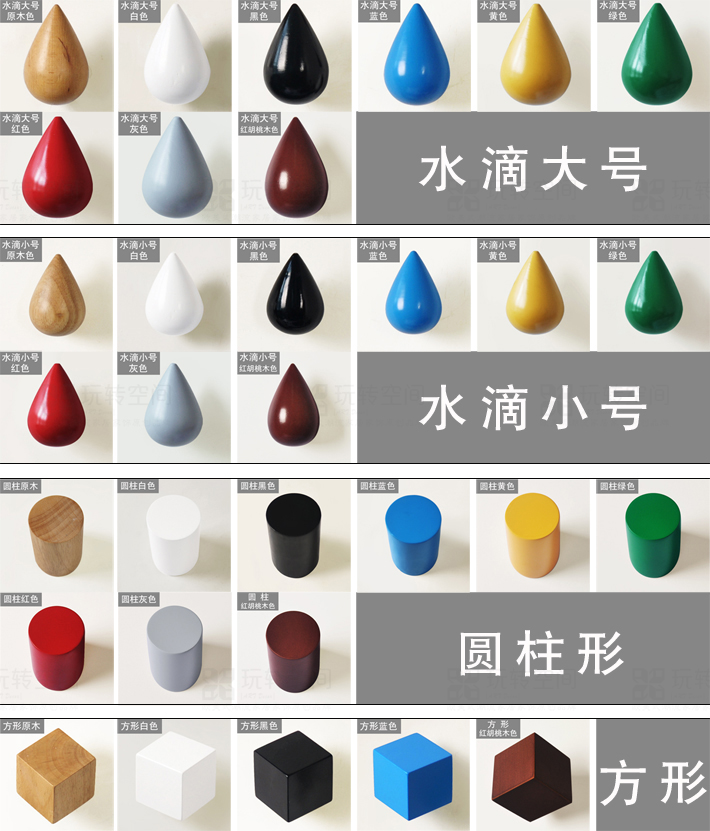 水滴大号
原木色
水滴大号
白色
水滴大号
黑色
水滴大号
蓝色
水滴大号
黄色
水滴大号
绿色
水滴大号
红色
水滴大号
灰色
水滴大号
红胡桃木色
水滴大号
水滴小号
原木色
水滴小号
白色
水滴小号
黑色
水滴小号
蓝色
水滴小号
黄色
水滴小号
绿色
水滴小号
红色
水滴小号
灰色
水滴小号
红胡桃木色
水滴小号
圆柱原木
圆柱白色
圆柱黑色
圆柱蓝色
圆柱黄色
圆柱绿色
圆柱红色
圆柱灰色
圆 柱
红胡桃木色
圆柱形
方形原木
方形白色
方形黑色
方形蓝色
方 形
红胡桃木色
方形
玩转空间